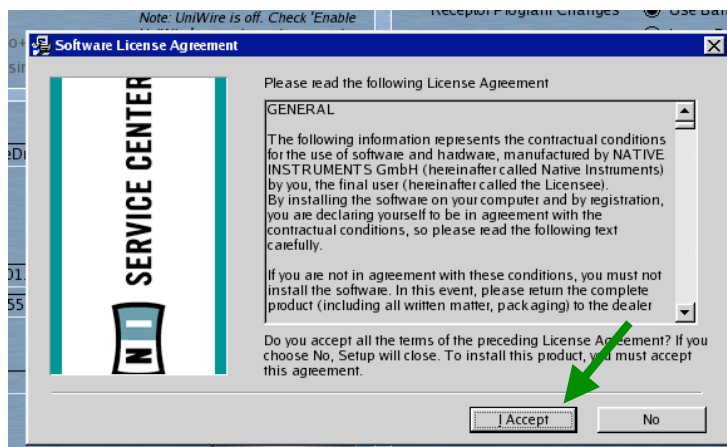 Note: UniWire is off. Check 'Enable
Receptor Program Changes
Use Ban
Software License Agreement
Please read the following License Agreement
GENERAL
The following information represents the contractual conditions
for the use of software and hardware, manufactured by NATIVE
INSTRUMENTS GmbH (hereinafter called Native Instruments)
by you, the final user (hereinafter called the Licensee).
By installing the software on your computer and by registration,
you are declaring yourself to be in agreement with the
contractual conditions, so please read the following text
carefully.
If you are not in agreement with these conditions, you must not
install the software. In this event, please return the complete
product (including all written matter, packaging) to the dealer
SERVICE CENTER
N I
Do you accept all the terms of the preceding License Agreement? If you
choose No, Setup will close. To install this product, you must accept
this agreement.
I Accept
No
01.
55